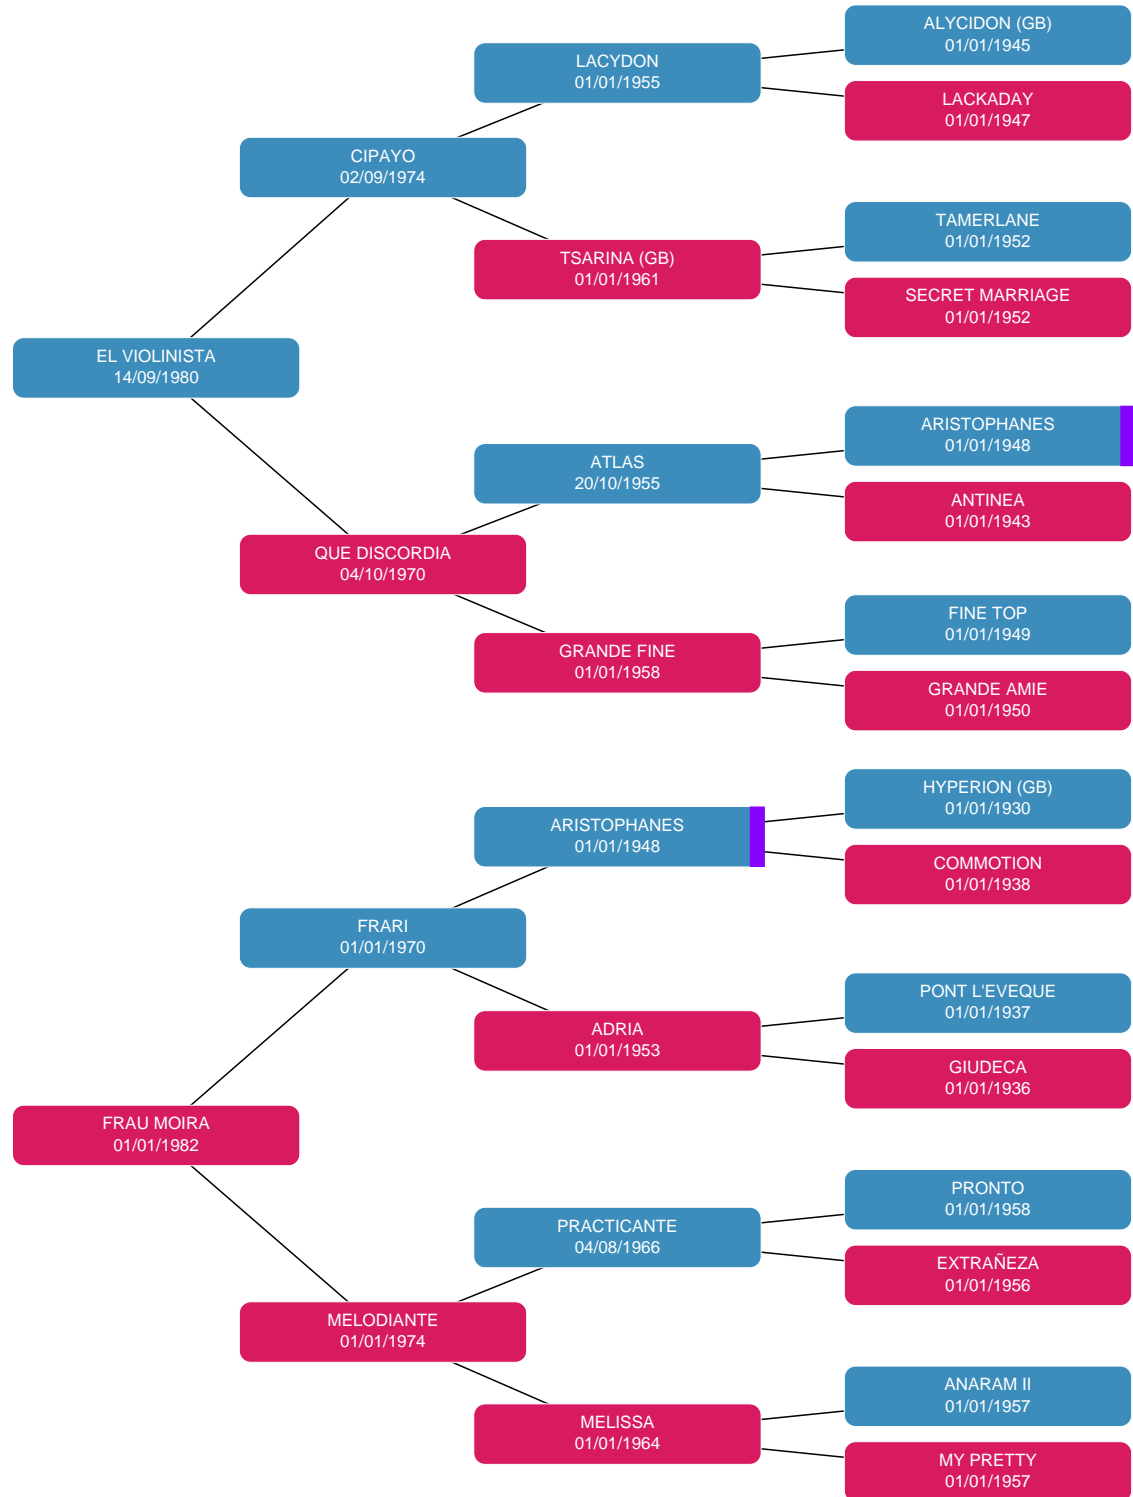 ALYCIDON (GB)
01/01/1945
LACYDON
01/01/1955
LACKADAY
01/01/1947
CIPAYO
02/09/1974
TAMERLANE
01/01/1952
TSARINA (GB)
01/01/1961
SECRET MARRIAGE
01/01/1952
EL VIOLINISTA
14/09/1980
ARISTOPHANES
01/01/1948
ATLAS
20/10/1955
ANTINEA
01/01/1943
QUE DISCORDIA
04/10/1970
FINE TOP
01/01/1949
GRANDE FINE
01/01/1958
GRANDE AMIE
01/01/1950
HYPERION (GB)
01/01/1930
ARISTOPHANES
01/01/1948
COMMOTION
01/01/1938
FRARI
01/01/1970
PONT L'EVEQUE
01/01/1937
ADRIA
01/01/1953
GIUDECA
01/01/1936
FRAU MOIRA
01/01/1982
PRONTO
01/01/1958
PRACTICANTE
04/08/1966
EXTRAÑEZA
01/01/1956
MELODIANTE
01/01/1974
ANARAM II
01/01/1957
MELISSA
01/01/1964
MY PRETTY
01/01/1957